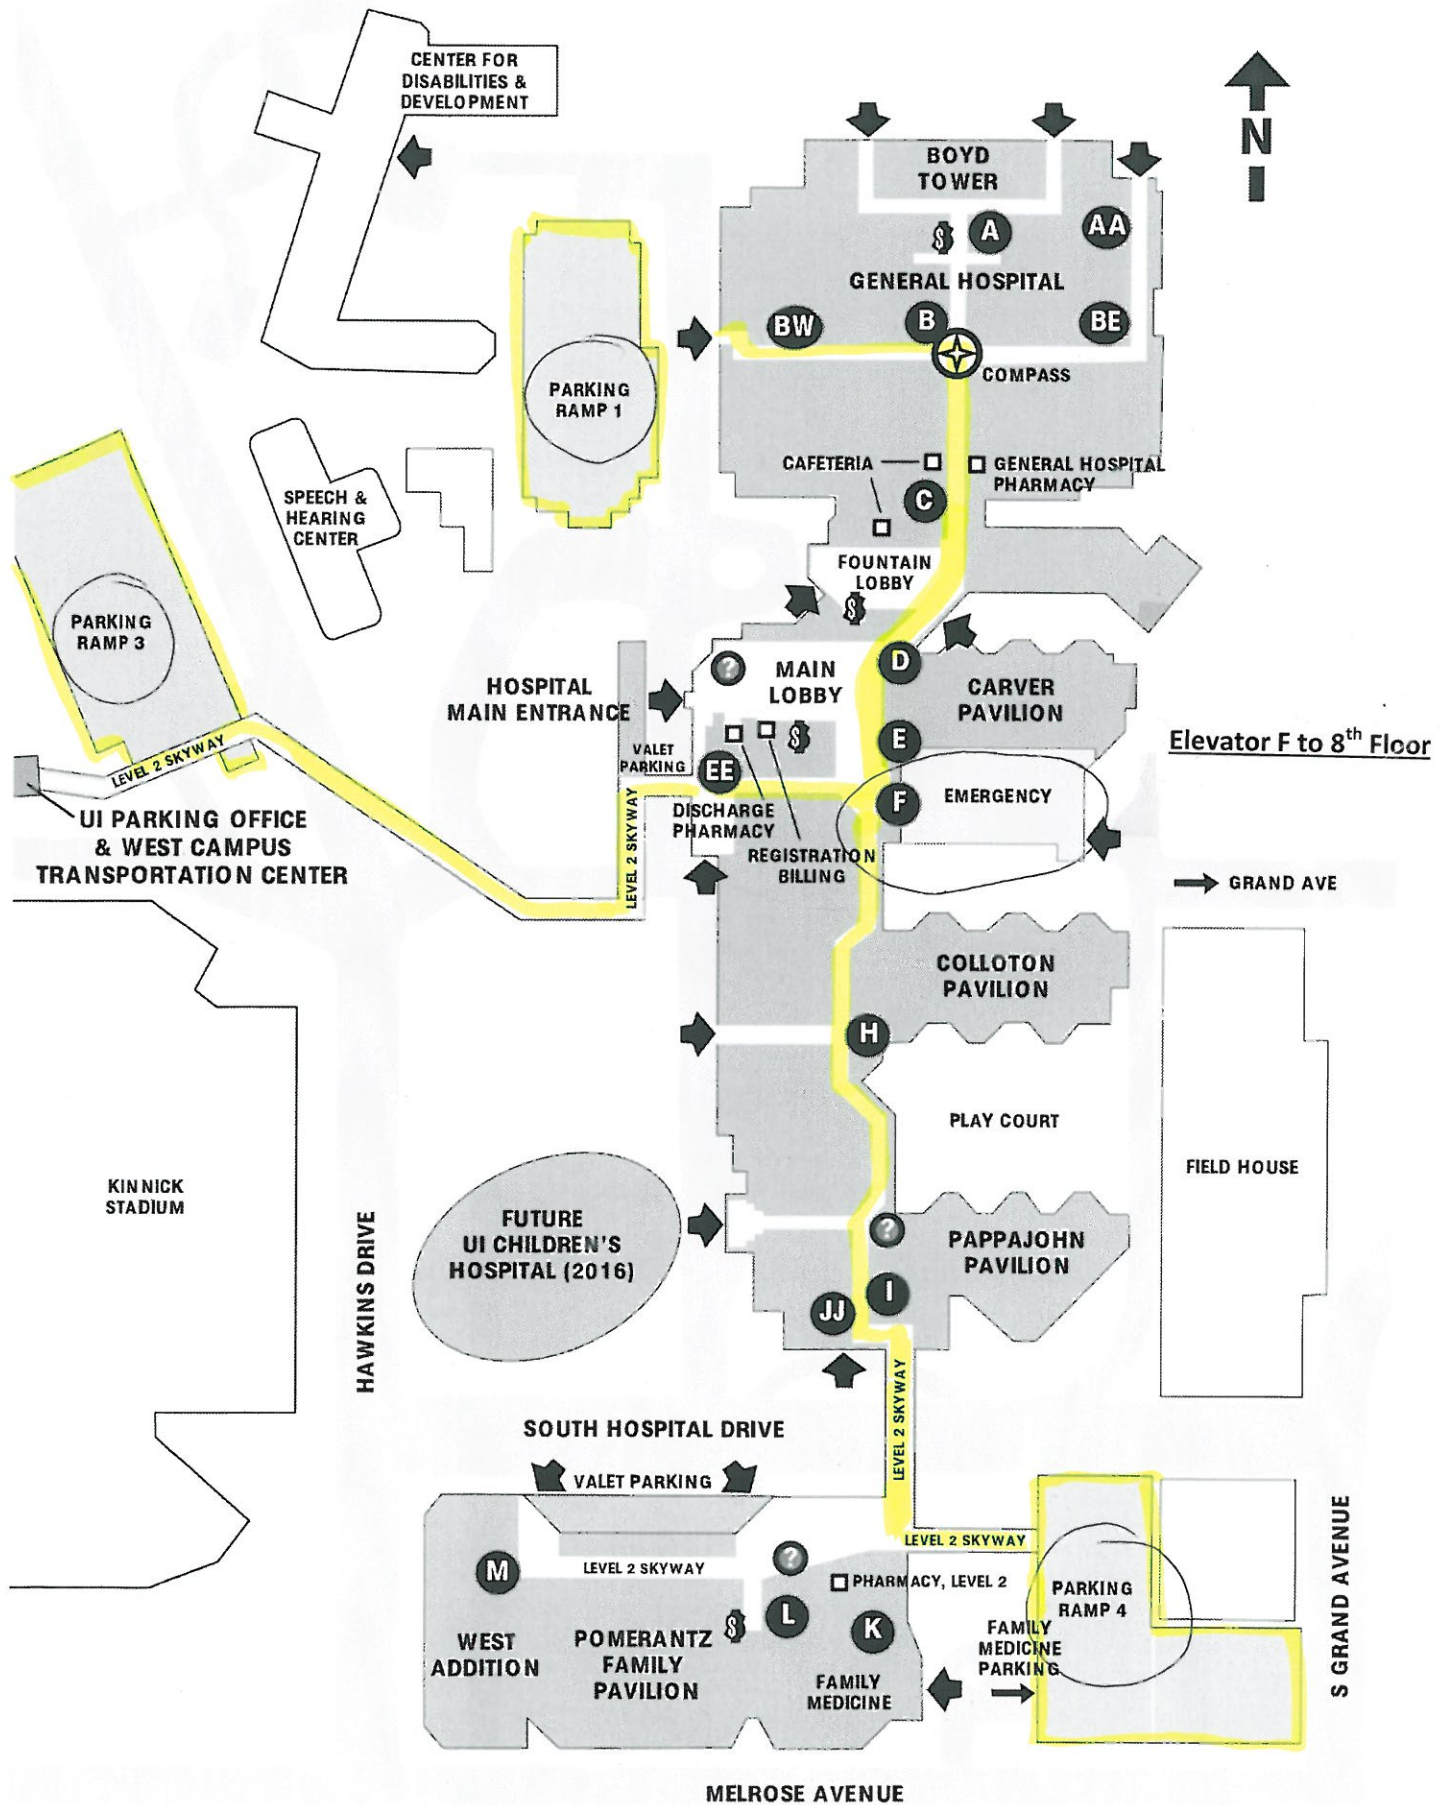 CENTER FOR
DISABILITIES &
DEVELOPMENT
N
BOYD
TOWER
$
A
AA
GENERAL HOSPITAL
BW
B
BE
COMPASS
PARKING
RAMP 1
CAFETERIA
GENERAL HOSPITAL
PHARMACY
C
SPEECH &
HEARING
CENTER
FOUNTAIN
LOBBY
$
PARKING
RAMP 3
?
MAIN
LOBBY
D
CARVER
PAVILION
HOSPITAL
MAIN ENTRANCE
$
E
Elevator F to 8th Floor
VALET
PARKING
EE
LEVEL 2 SKYWAY
F
EMERGENCY
UI PARKING OFFICE
& WEST CAMPUS
TRANSPORTATION CENTER
LEVEL 2 SKYWAY
DISCHARGE
PHARMACY
REGISTRATION
BILLING
GRAND AVE
COLLOTON
PAVILION
H
PLAY COURT
FIELD HOUSE
KINNICK
STADIUM
HAWKINS DRIVE
FUTURE
UI CHILDREN'S
HOSPITAL (2016)
?
PAPPAJOHN
PAVILION
JJ
I
LEVEL 2 SKYWAY
SOUTH HOSPITAL DRIVE
VALET PARKING
LEVEL 2 SKYWAY
M
LEVEL 2 SKYWAY
?
PHARMACY, LEVEL 2
PARKING
RAMP 4
S GRAND AVENUE
$
L
K
WEST
ADDITION
POMERANTZ
FAMILY
PAVILION
FAMILY
MEDICINE
PARKING
FAMILY
MEDICINE
MELROSE AVENUE